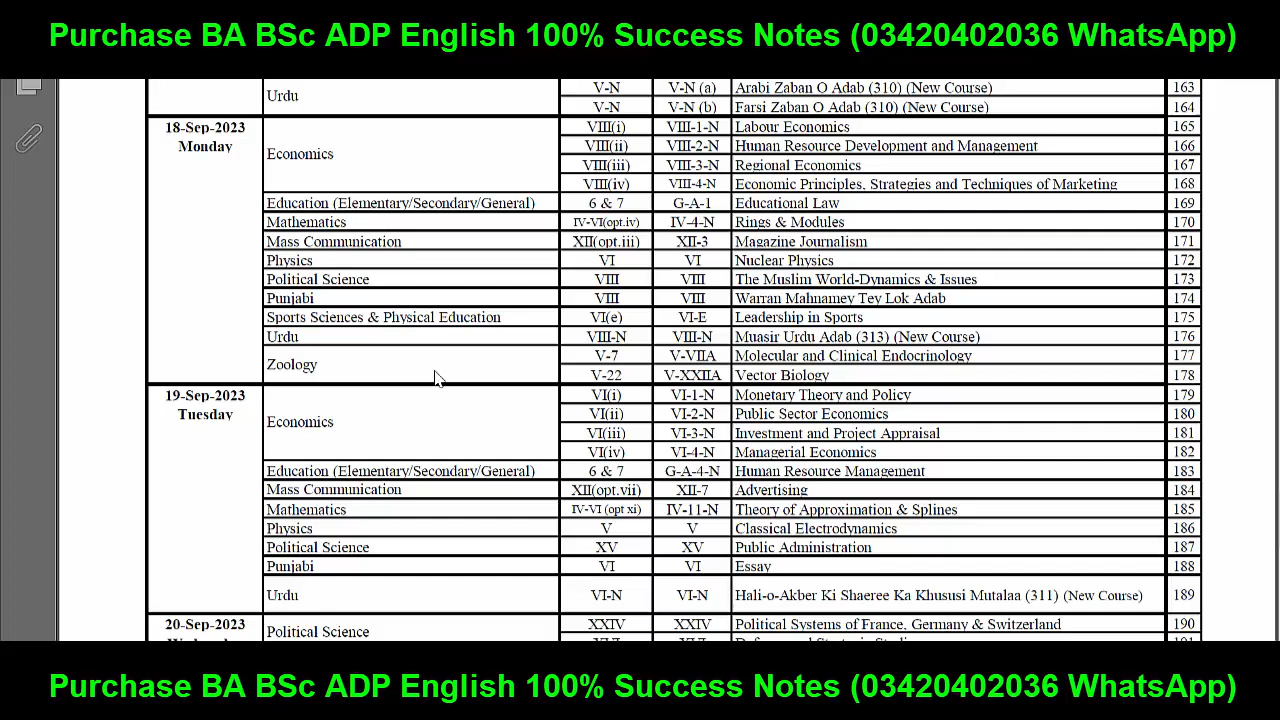 Purchase BA BSc ADP English 100% Success Notes (03420402036 WhatsApp)
Urdu V-N V-N (a) Arabi Zaban O Adab (310) (New Course) 163
V-N V-N (b) Farsi Zaban O Adab (310) (New Course) 164
18-Sep-2023 Monday Economics VIII(i) VIII-1-N Labour Economics 165
VIII(ii) VIII-2-N Human Resource Development and Management 166
VIII(iii) VIII-3-N Regional Economics 167
VIII(iv) VIII-4-N Economic Principles, Strategies and Techniques of Marketing 168
Education (Elementary/Secondary/General) 6 & 7 G-A-1 Educational Law 169
Mathematics IV-VI(opt.iv) IV-4-N Rings & Modules 170
Mass Communication XII(opt.iii) XII-3 Magazine Journalism 171
Physics VI VI Nuclear Physics 172
Political Science VIII VIII The Muslim World-Dynamics & Issues 173
Punjabi VIII VIII Warran Mahnamey Tey Lok Adab 174
Sports Sciences & Physical Education VI(e) VI-E Leadership in Sports 175
Urdu VIII-N VIII-N Muasir Urdu Adab (313) (New Course) 176
Zoology V-7 V-VIIA Molecular and Clinical Endocrinology 177
V-22 V-XXIIA Vector Biology 178
19-Sep-2023 Tuesday Economics VI(i) VI-1-N Monetary Theory and Policy 179
VI(ii) VI-2-N Public Sector Economics 180
VI(iii) VI-3-N Investment and Project Appraisal 181
VI(iv) VI-4-N Managerial Economics 182
Education (Elementary/Secondary/General) 6 & 7 G-A-4-N Human Resource Management 183
Mass Communication XII(opt.vii) XII-7 Advertising 184
Mathematics IV-VI (opt xi) IV-11-N Theory of Approximation & Splines 185
Physics V V Classical Electrodynamics 186
Political Science XV XV Public Administration 187
Punjabi VI VI Essay 188
Urdu VI-N VI-N Hali-o-Akber Ki Shaeree Ka Khususi Mutalaa (311) (New Course) 189
20-Sep-2023 Political Science XXIV XXIV Political Systems of France, Germany & Switzerland 190
Purchase BA BSc ADP English 100% Success Notes (03420402036 WhatsApp)